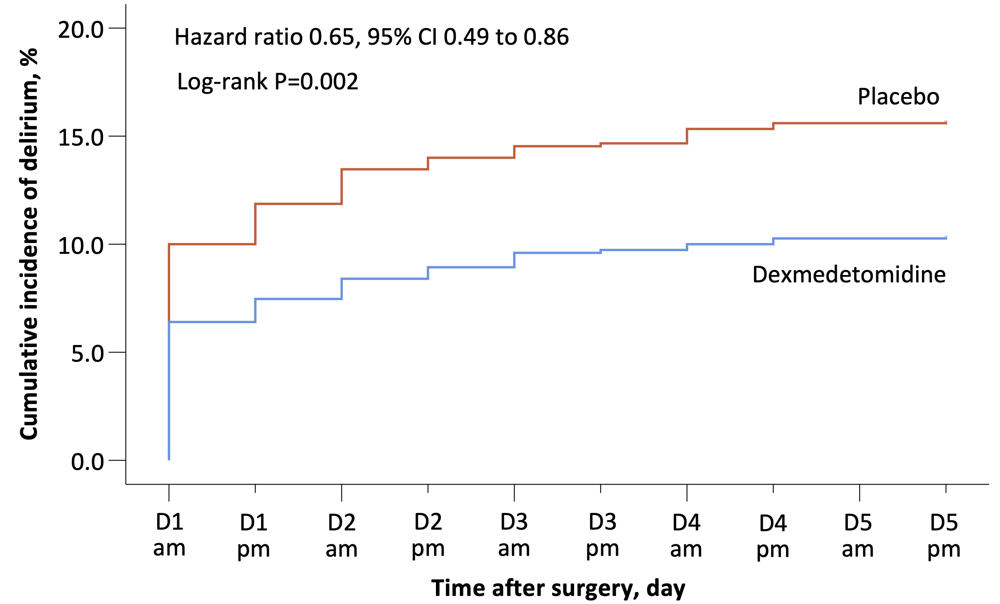 Cumulative incidence of delirium, %
20.0
15.0
10.0
5.0
0.0
Hazard ratio 0.65, 95% CI 0.49 to 0.86
Log-rank P=0.002
Placebo
Dexmedetomidine
D1 am
D1 pm
D2 am
D2 pm
D3 am
D3 pm
D4 am
D4 pm
D5 am
D5 pm
Time after surgery, day